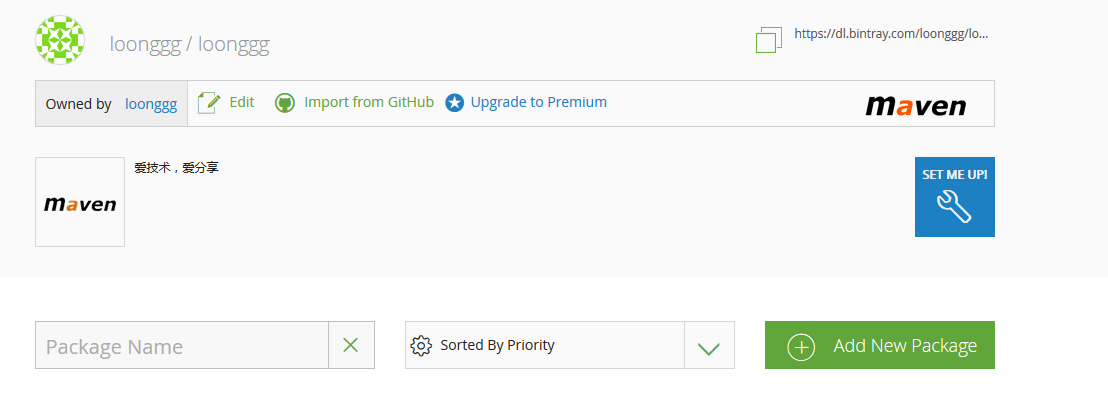 loonggg / loonggg
https://dl.bintray.com/loonggg/lo...
Owned by loonggg Edit Import from GitHub Upgrade to Premium maven
爱技术，爱分享
SET ME UP!
maven
Package Name Sorted By Priority Add New Package